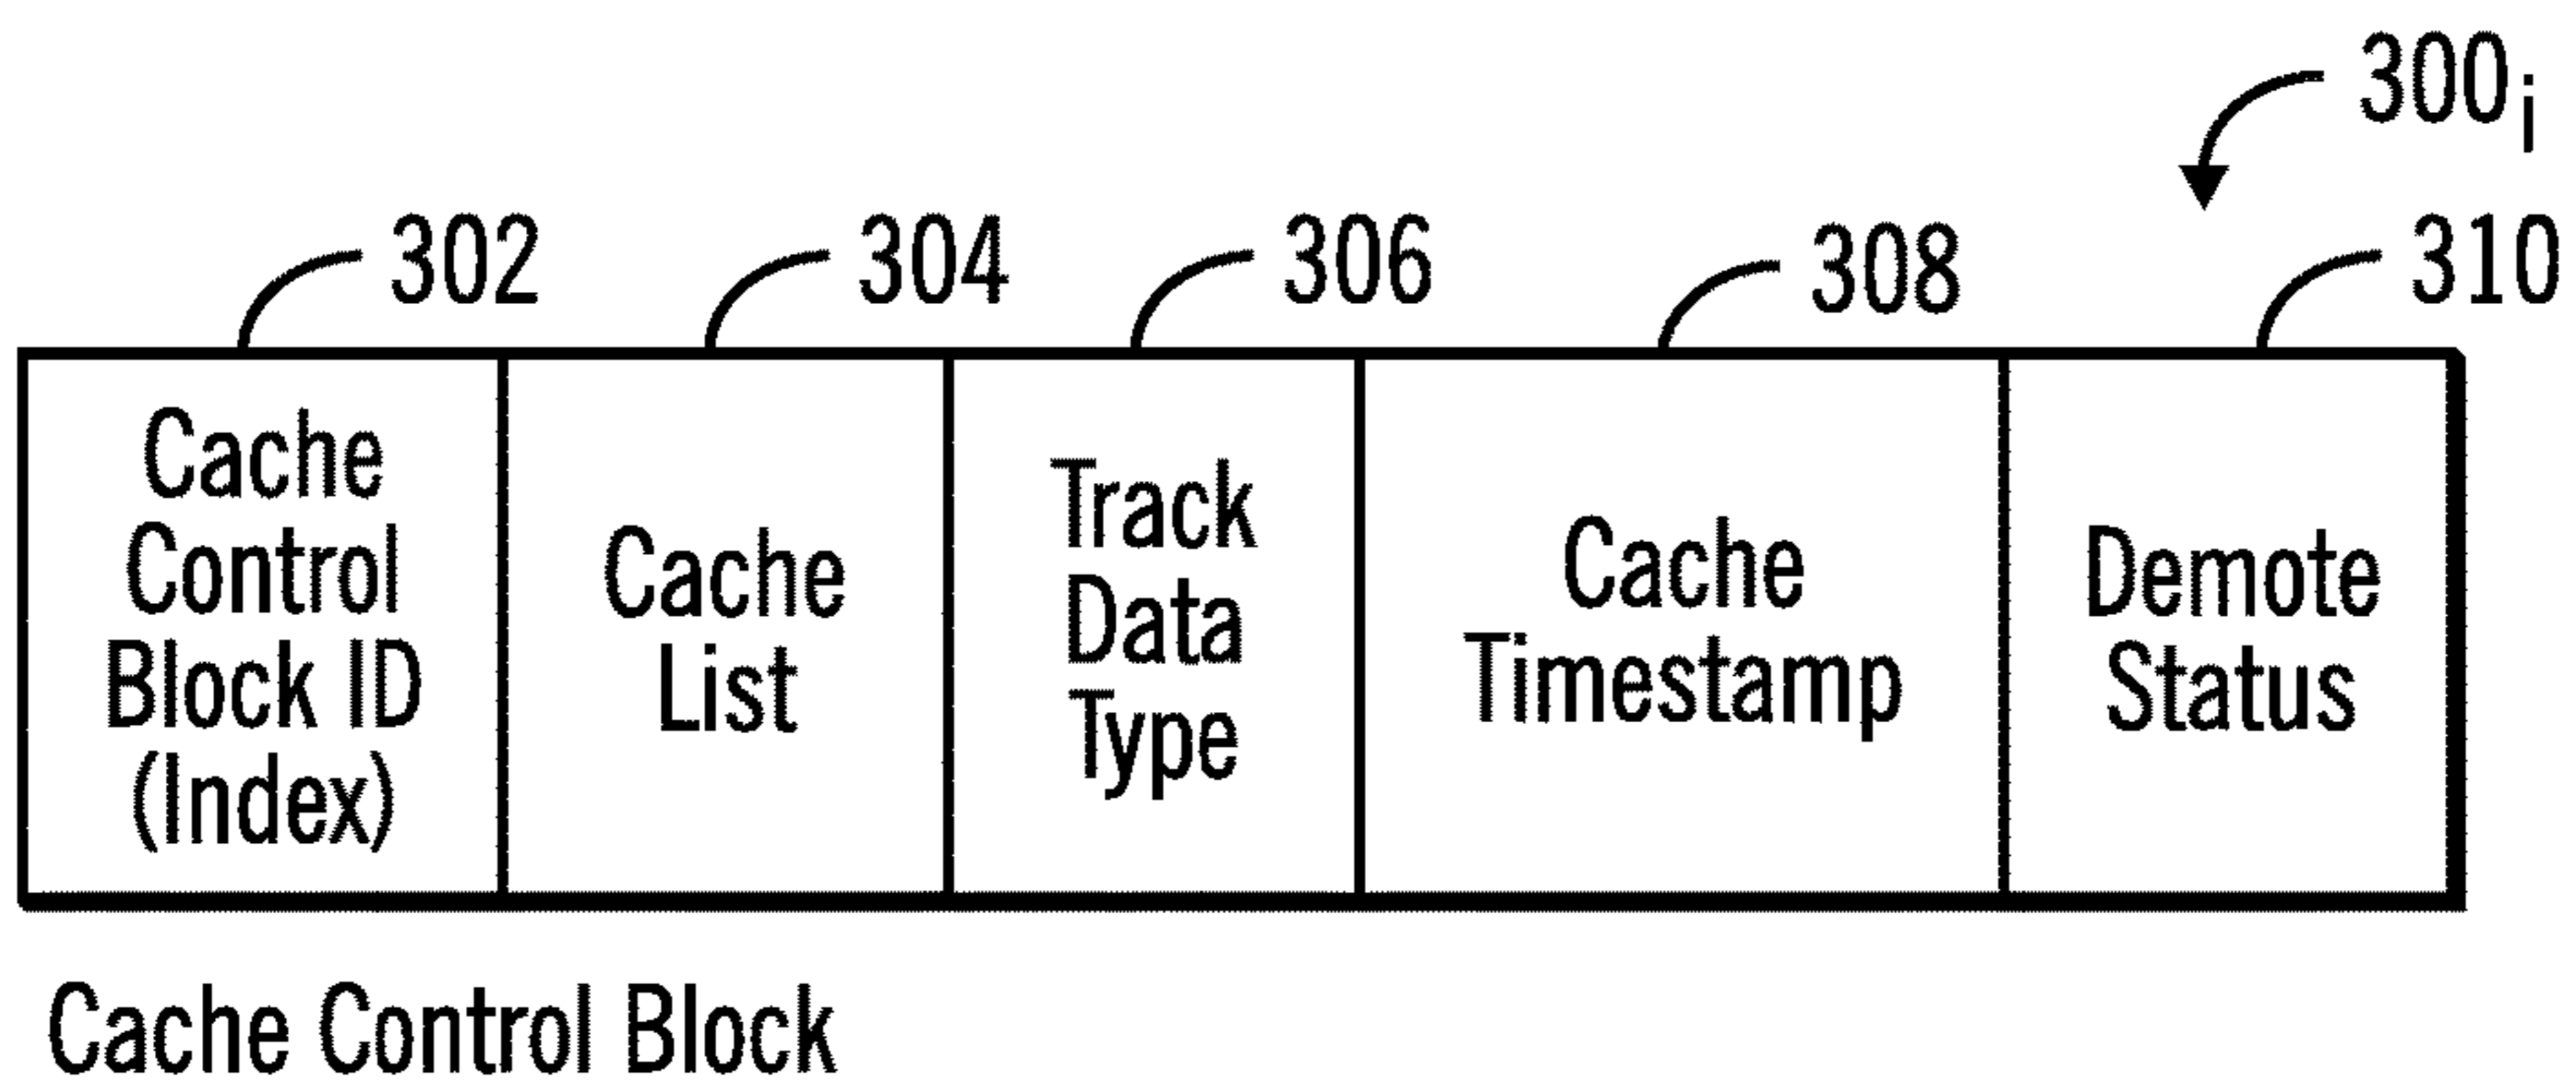 300i
302
304
306
308
310
Cache
Control
Block ID
(Index)
Cache
List
Track
Data
Type
Cache
Timestamp
Demote
Status
Cache Control Block